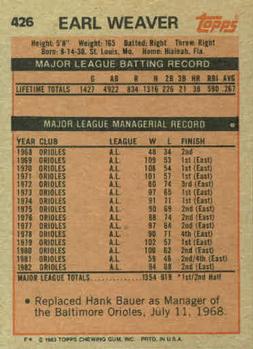 426 EARL WEAVER topps
Height: 5'8" Weight: 165 Batted: Right Threw: Right
Born: 8-14-30, St. Louis, Mo. Home: Hialeah, Fla.
MAJOR LEAGUE BATTING RECORD
G AB R H 2B 3B HR RBI AVG
LIFETIME TOTALS 1427 4922 834 1316 226 21 38 590 .267
MAJOR LEAGUE MANAGERIAL RECORD
YEAR CLUB LEAGUE W L FINISH
1968 ORIOLES A.L. 48 34 2nd
1969 ORIOLES A.L. 109 53 1st (East)
1970 ORIOLES A.L. 108 54 1st (East)
1971 ORIOLES A.L. 101 57 1st (East)
1972 ORIOLES A.L. 80 74 3rd (East)
1973 ORIOLES A.L. 97 65 1st (East)
1974 ORIOLES A.L. 91 71 1st (East)
1975 ORIOLES A.L. 90 69 2nd (East)
1976 ORIOLES A.L. 88 74 2nd (East)
1977 ORIOLES A.L. 97 64 2nd (East)
1978 ORIOLES A.L. 90 71 4th (East)
1979 ORIOLES A.L. 102 57 1st (East)
1980 ORIOLES A.L. 100 62 2nd (East)
1981 ORIOLES A.L. 59 46 *2nd/4th (East)
1982 ORIOLES A.L. 94 68 2nd (East)
MAJOR LEAGUE TOTALS 1354 919 *1st/2nd Half
• Replaced Hank Bauer as Manager of
the Baltimore Orioles, July 11, 1968.
F* © 1983 TOPPS CHEWING GUM, INC. PRTD. IN U.S.A.